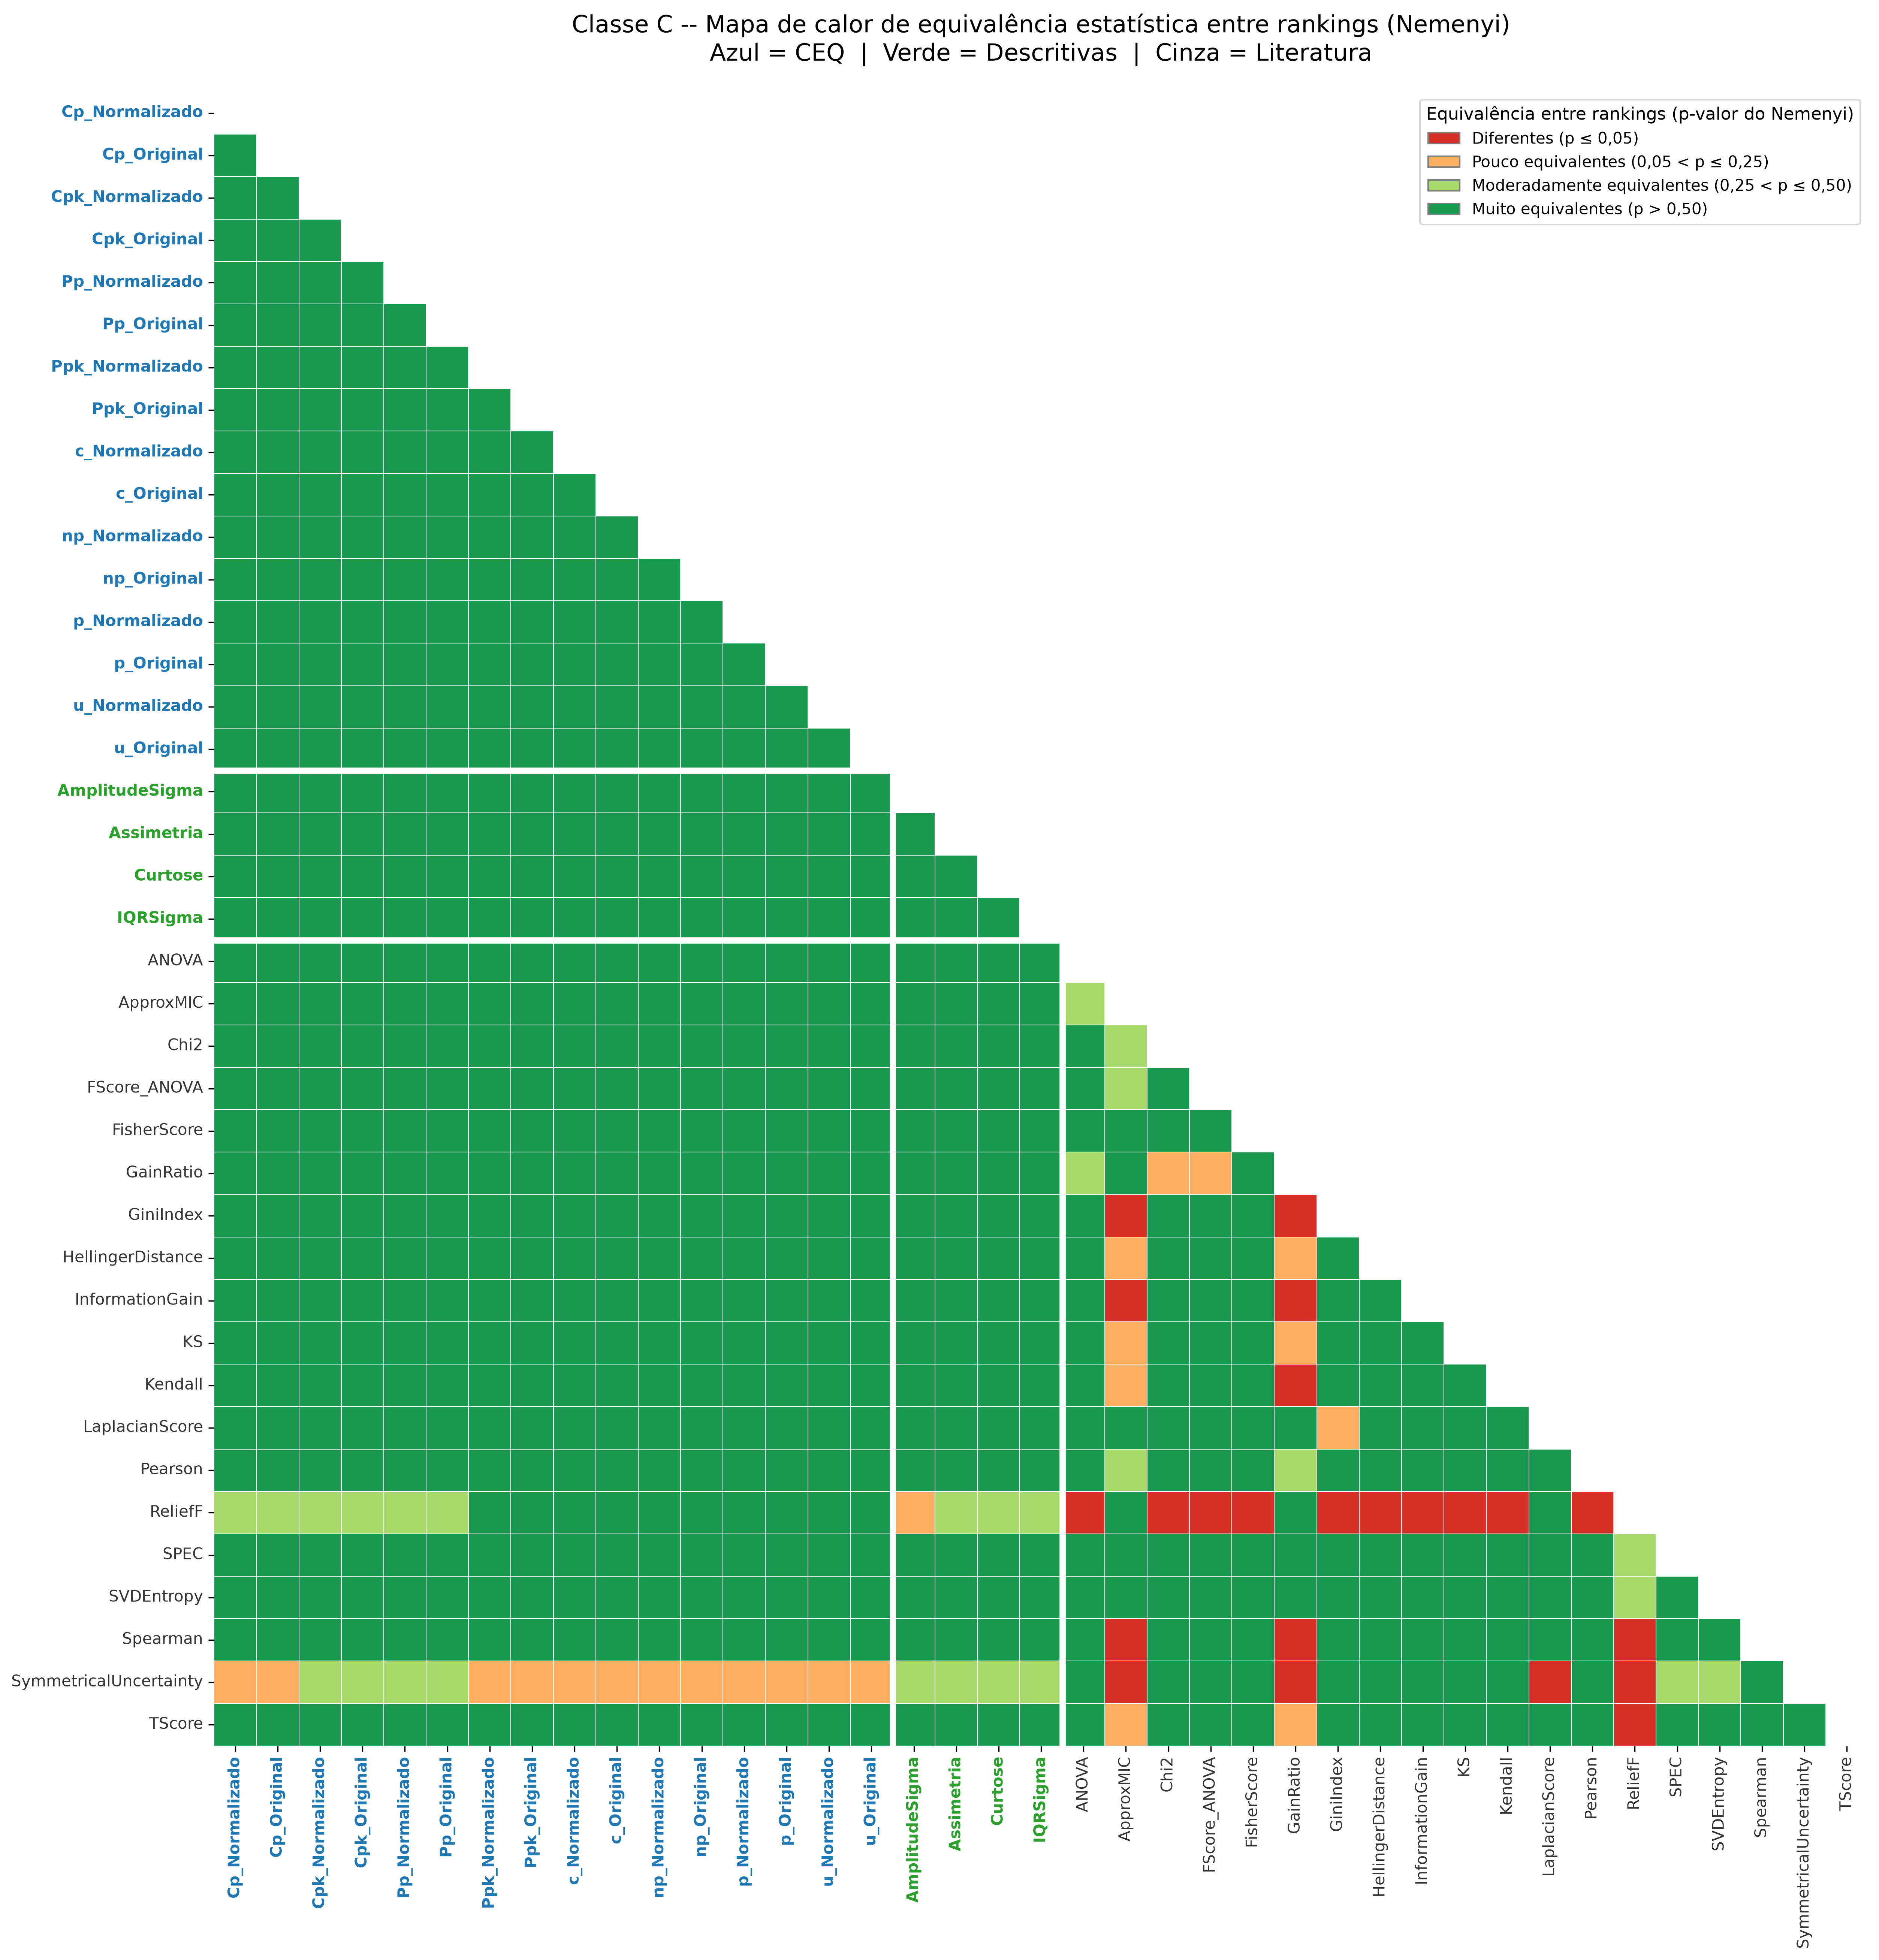 Classe C -- Mapa de calor de equivalência estatística entre rankings (Nemenyi)
Azul = CEQ | Verde = Descritivas | Cinza = Literatura
Equivalência entre rankings (p-valor do Nemenyi)
Diferentes (p ≤ 0,05)
Pouco equivalentes (0,05 < p ≤ 0,25)
Moderadamente equivalentes (0,25 < p ≤ 0,50)
Muito equivalentes (p > 0,50)
Cp_Normalizado
Cp_Original
Cpk_Normalizado
Cpk_Original
Pp_Normalizado
Pp_Original
Ppk_Normalizado
Ppk_Original
c_Normalizado
c_Original
np_Normalizado
np_Original
p_Normalizado
p_Original
u_Normalizado
u_Original
AmplitudeSigma
Assimetria
Curtose
IQRSigma
ANOVA
ApproxMIC
Chi2
FScore_ANOVA
FisherScore
GainRatio
GiniIndex
HellingerDistance
InformationGain
KS
Kendall
LaplacianScore
Pearson
ReliefF
SPEC
SVDEntropy
Spearman
SymmetricalUncertainty
TScore
Cp_Normalizado
Cp_Original
Cpk_Normalizado
Cpk_Original
Pp_Normalizado
Pp_Original
Ppk_Normalizado
Ppk_Original
c_Normalizado
c_Original
np_Normalizado
np_Original
p_Normalizado
p_Original
u_Normalizado
u_Original
AmplitudeSigma
Assimetria
Curtose
IQRSigma
ANOVA
ApproxMIC
Chi2
FScore_ANOVA
FisherScore
GainRatio
GiniIndex
HellingerDistance
InformationGain
KS
Kendall
LaplacianScore
Pearson
ReliefF
SPEC
SVDEntropy
Spearman
SymmetricalUncertainty
TScore